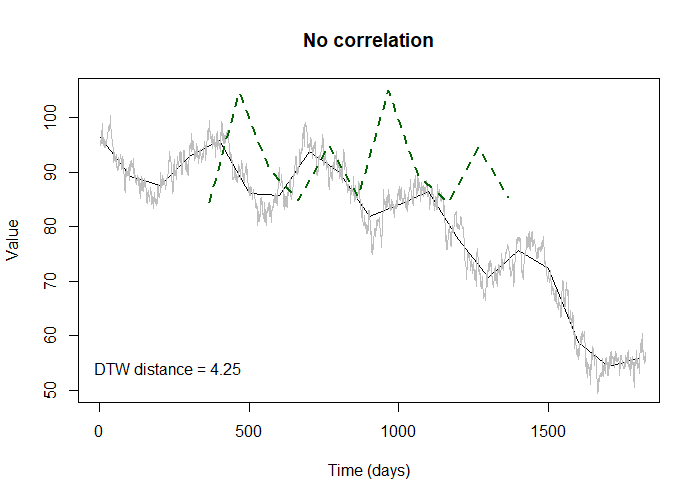 No correlation
Value
100
90
80
70
60
50
DTW distance = 4.25
0 500 1000 1500
Time (days)